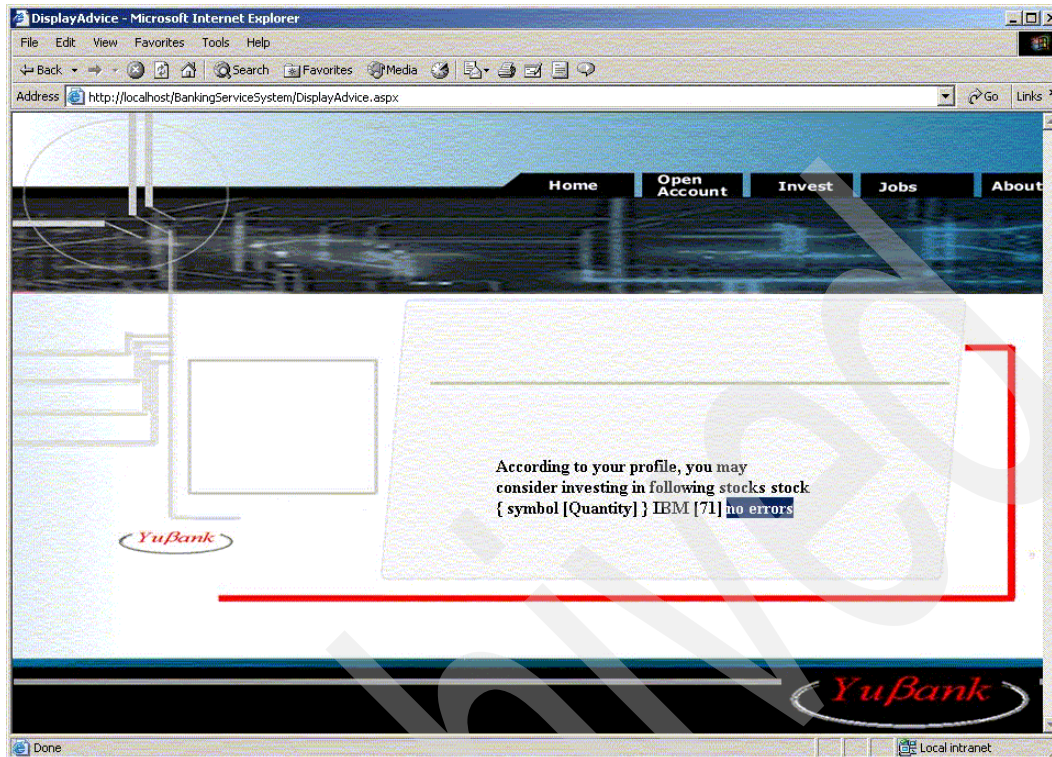 DisplayAdvice - Microsoft Internet Explorer
File Edit View Favorites Tools Help
Back Search Favorites Media
Address http://localhost/BankingServiceSystem/DisplayAdvice.aspx Go Links
Home Open Account Invest Jobs About
According to your profile, you may
consider investing in following stocks stock
{ symbol [Quantity] } IBM [71] no errors
YuBank
YuBank
Done Local intranet